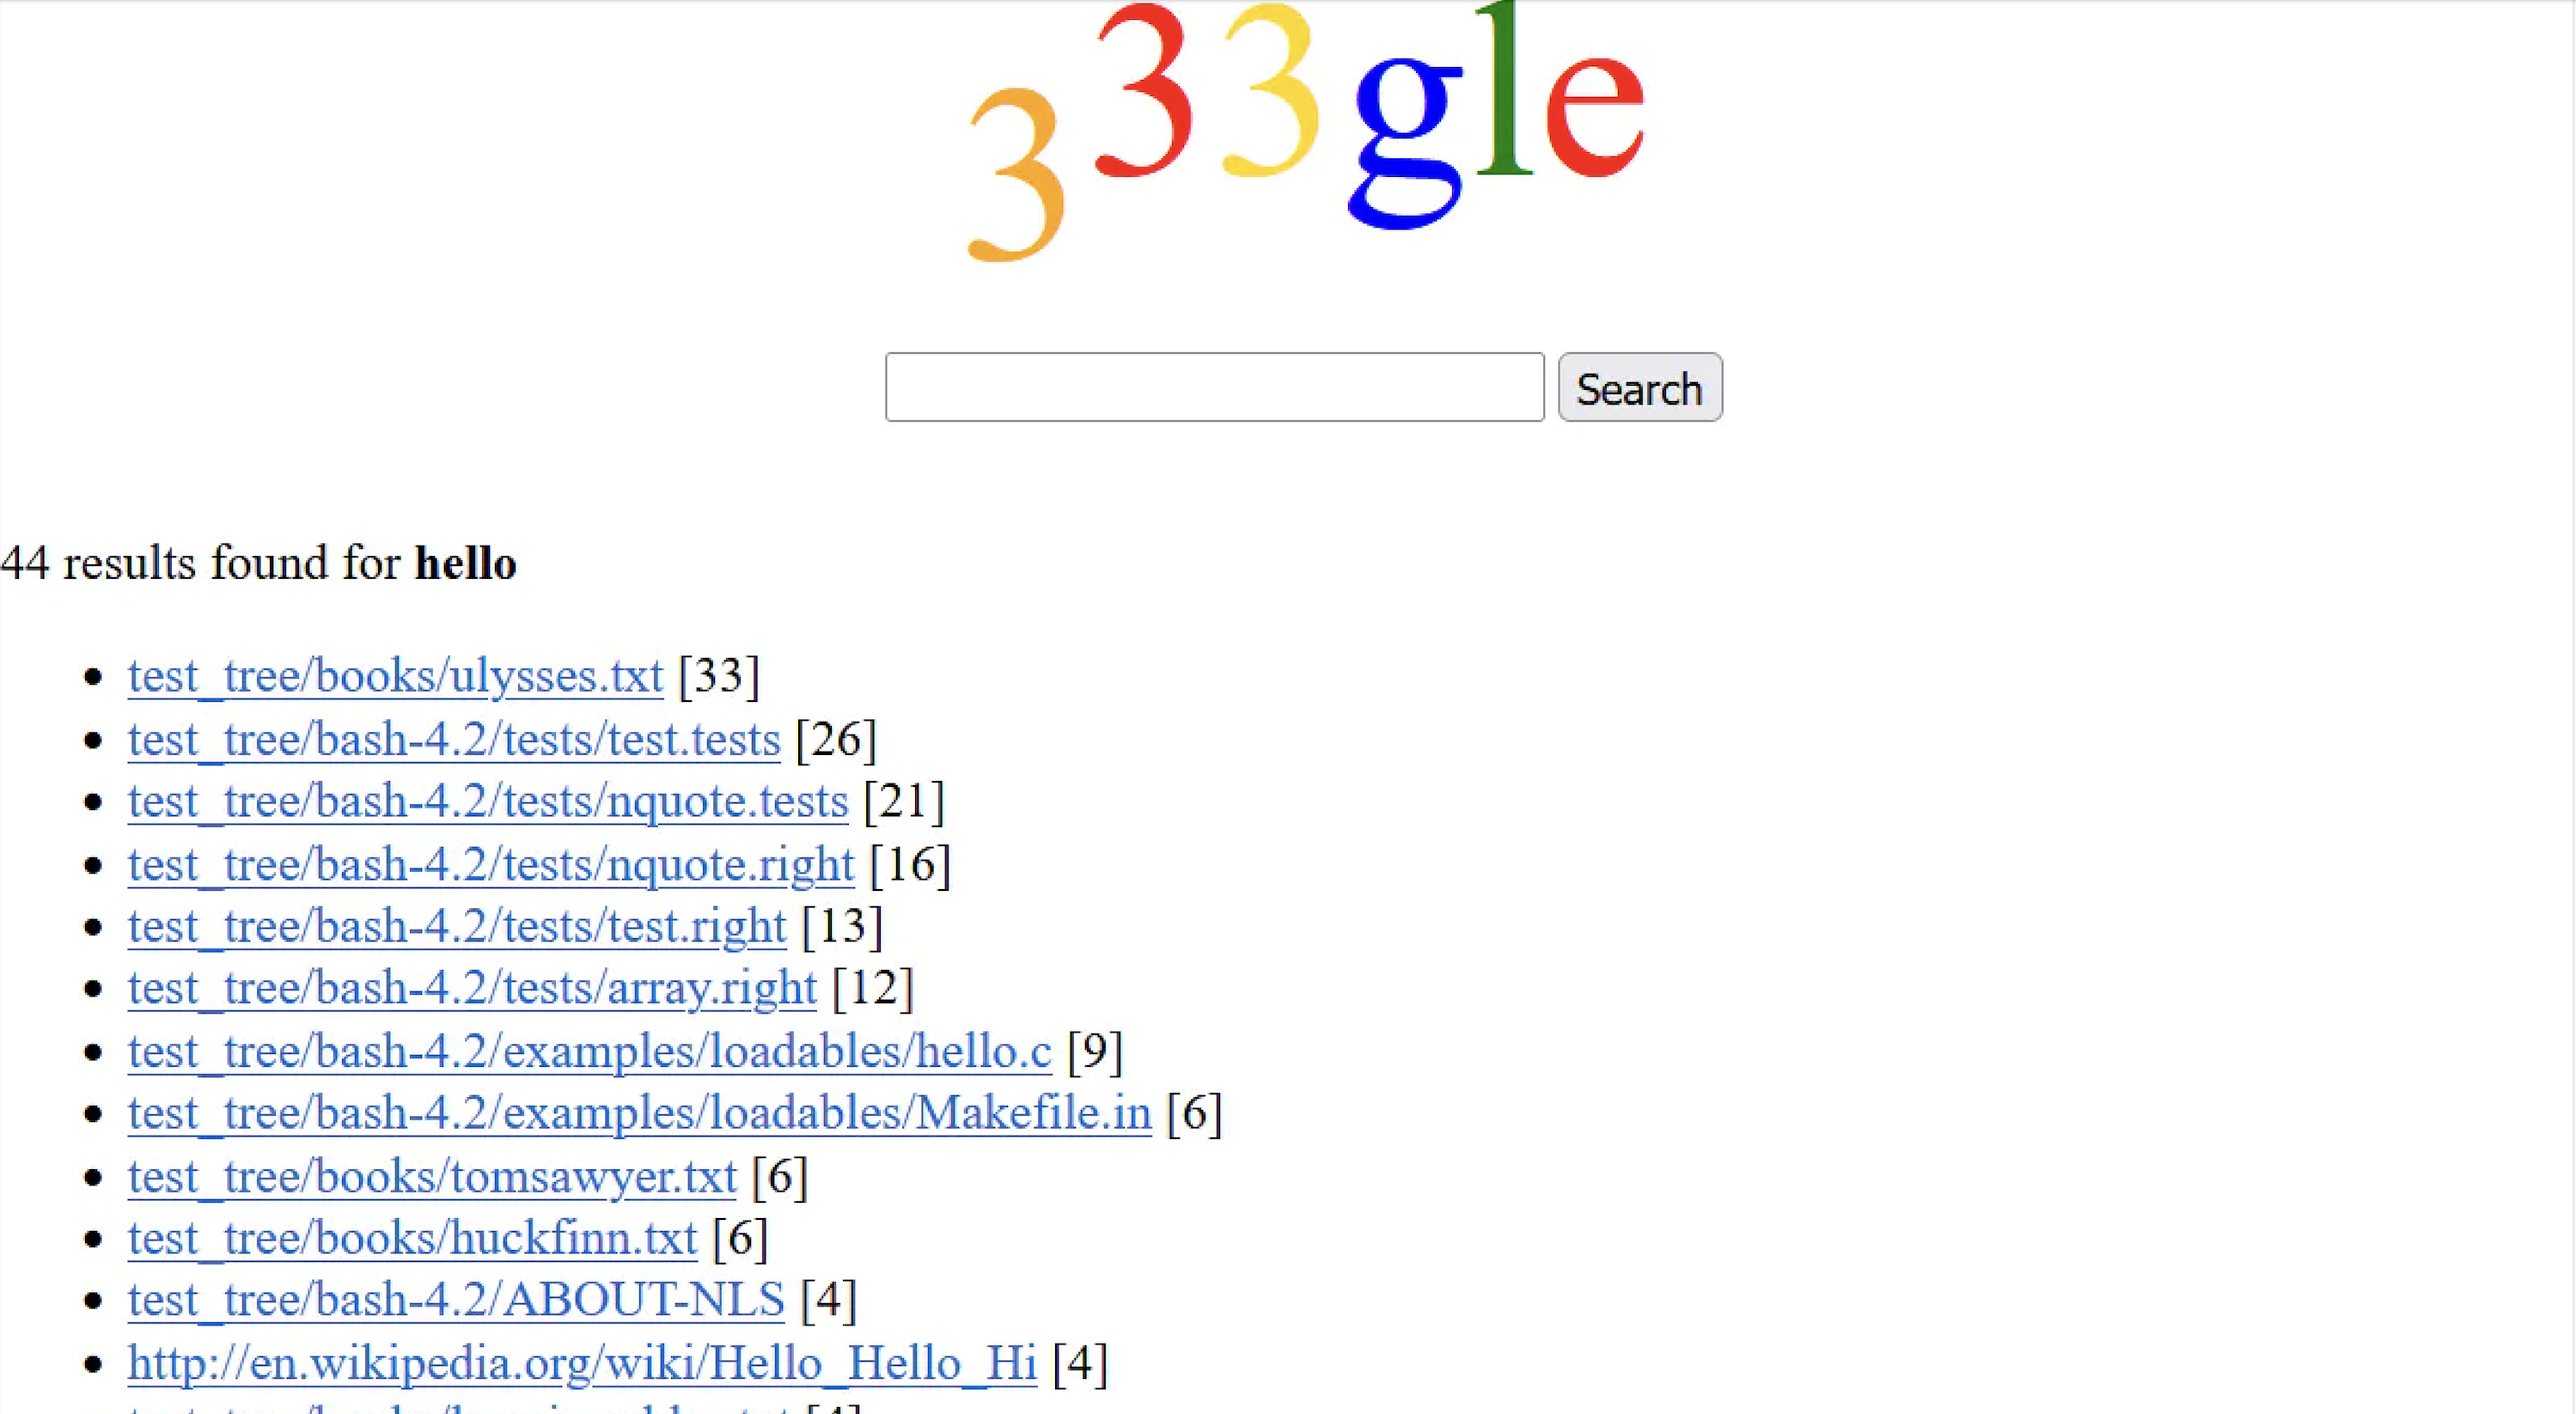 333gle
Search
44 results found for hello
test_tree/books/ulysses.txt [33]
test_tree/bash-4.2/tests/test.tests [26]
test_tree/bash-4.2/tests/nquote.tests [21]
test_tree/bash-4.2/tests/nquote.right [16]
test_tree/bash-4.2/tests/test.right [13]
test_tree/bash-4.2/tests/array.right [12]
test_tree/bash-4.2/examples/loadables/hello.c [9]
test_tree/bash-4.2/examples/loadables/Makefile.in [6]
test_tree/books/tomsawyer.txt [6]
test_tree/books/huckfinn.txt [6]
test_tree/bash-4.2/ABOUT-NLS [4]
http://en.wikipedia.org/wiki/Hello_Hello_Hi [4]